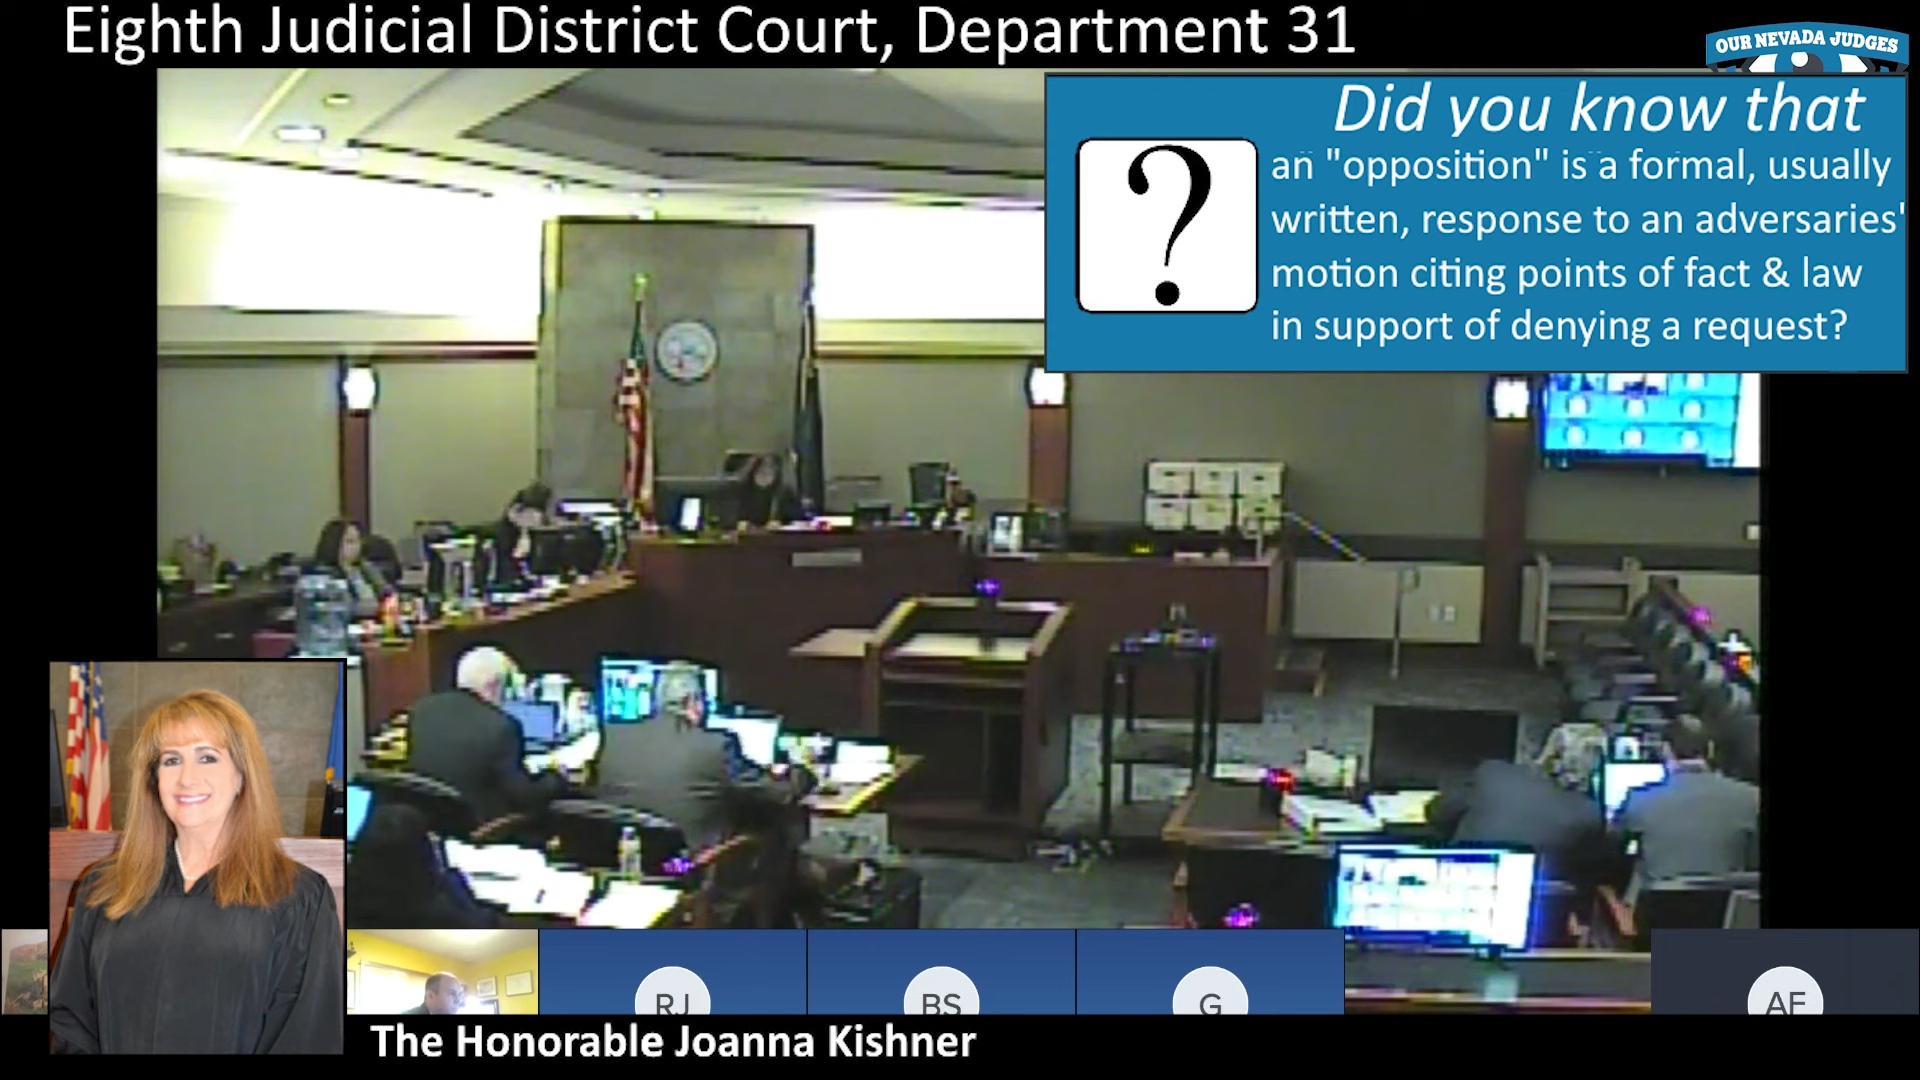 Eighth Judicial District Court, Department 31
OUR NEVADA JUDGES
Did you know that
an "opposition" is a formal, usually
written, response to an adversaries'
motion citing points of fact & law
in support of denying a request?
?
RJ
BS
G
AF
The Honorable Joanna Kishner